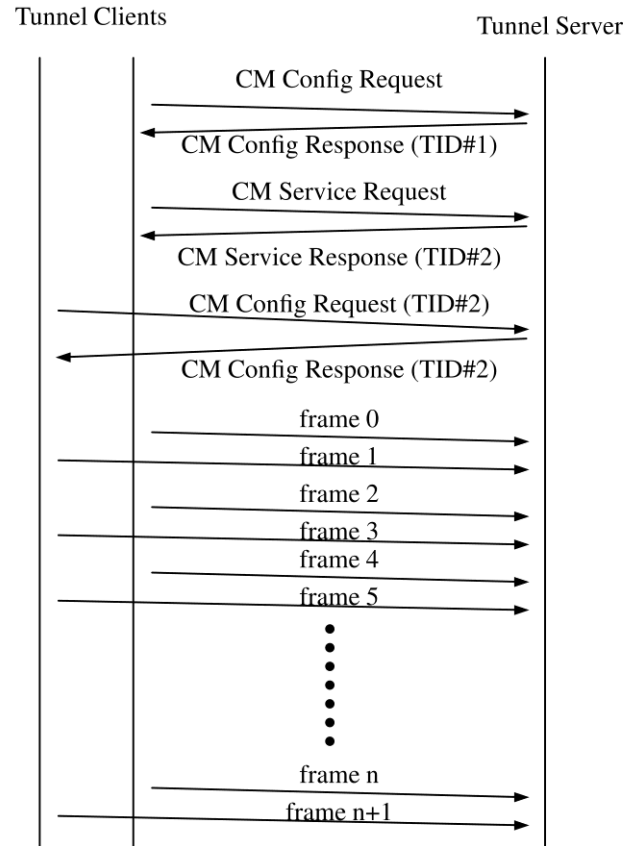 Tunnel Clients
Tunnel Server
CM Config Request
CM Config Response (TID#1)
CM Service Request
CM Service Response (TID#2)
CM Config Request (TID#2)
CM Config Response (TID#2)
frame 0
frame 1
frame 2
frame 3
frame 4
frame 5
frame n
frame n+1